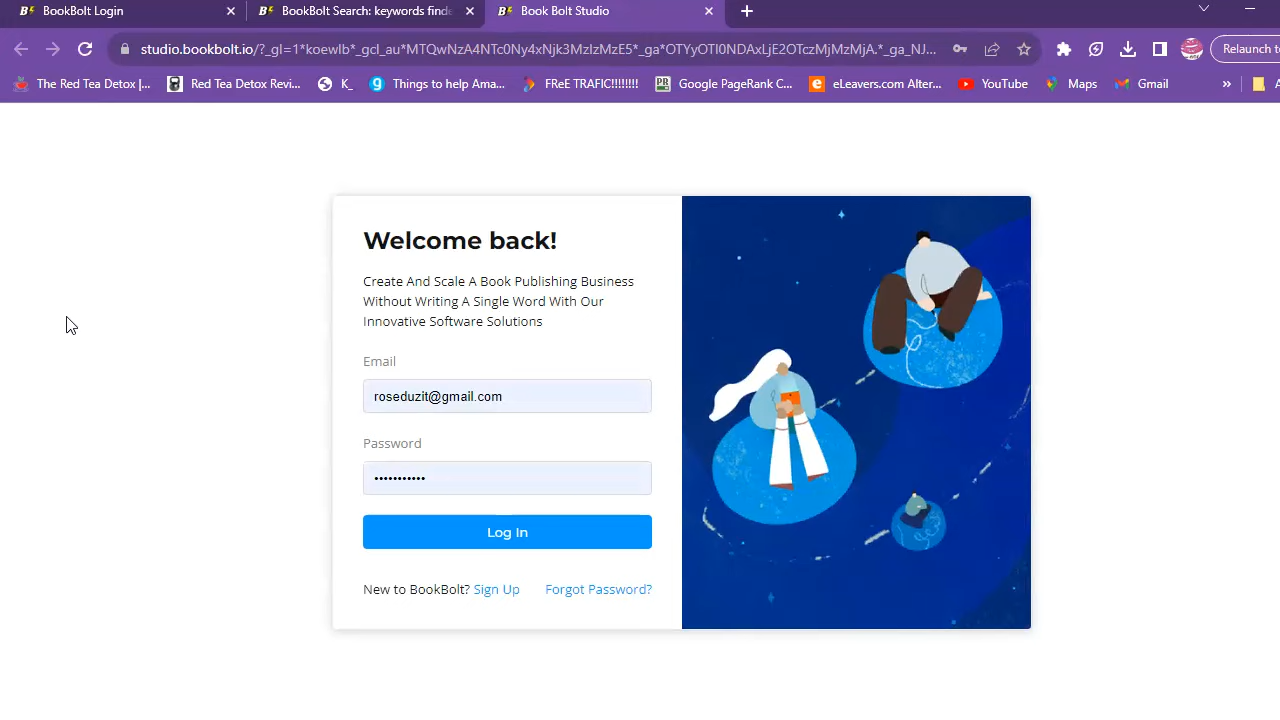 BookBolt Login
BookBolt Search: keywords finde
Book Bolt Studio
studio.bookbolt.io/?_gl=1*koewlb*_gcl_au*MTQwNzA4NTc0Ny4xNjk3MzIzMzE5*_ga*OTYyOTI0NDAxLjE2OTczMjMzMjA.*_ga_NJ...
Relaunch to
The Red Tea Detox |...
Red Tea Detox Revi...
K_
Things to help Ama...
FReE TRAFIC!!!!!!!!
Google PageRank C...
eLeavers.com Alter...
YouTube
Maps
Gmail
»
Welcome back!
Create And Scale A Book Publishing Business
Without Writing A Single Word With Our
Innovative Software Solutions
Email
roseduzit@gmail.com
Password
•••••••••••
Log In
New to BookBolt? Sign Up
Forgot Password?